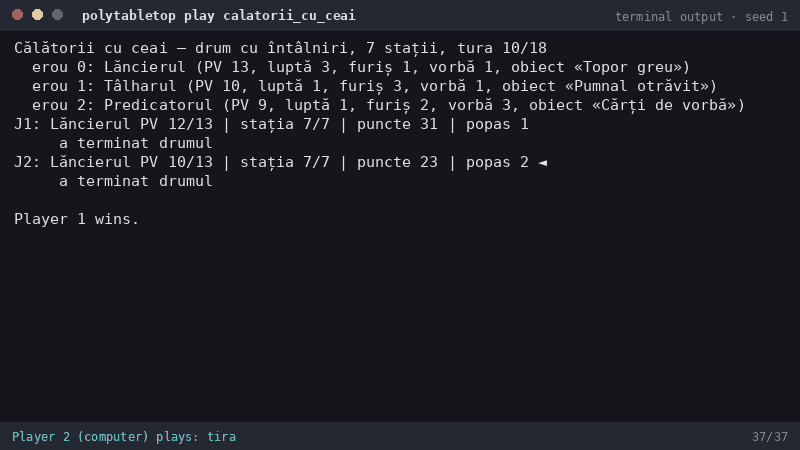 polytabletop play calatorii_cu_ceai
terminal output · seed 1
Călătorii cu ceai — drum cu întâlniri, 7 stații, tura 10/18
erou 0: Lăncierul (PV 13, luptă 3, furiș 1, vorbă 1, obiect «Topor greu»)
erou 1: Tâlharul (PV 10, luptă 1, furiș 3, vorbă 1, obiect «Pumnal otrăvit»)
erou 2: Predicatorul (PV 9, luptă 1, furiș 2, vorbă 3, obiect «Cărți de vorbă»)
J1: Lăncierul PV 12/13 | stația 7/7 | puncte 31 | popas 1
a terminat drumul
J2: Lăncierul PV 10/13 | stația 7/7 | puncte 23 | popas 2 ◄
a terminat drumul
Player 1 wins.
Player 2 (computer) plays: tira
37/37